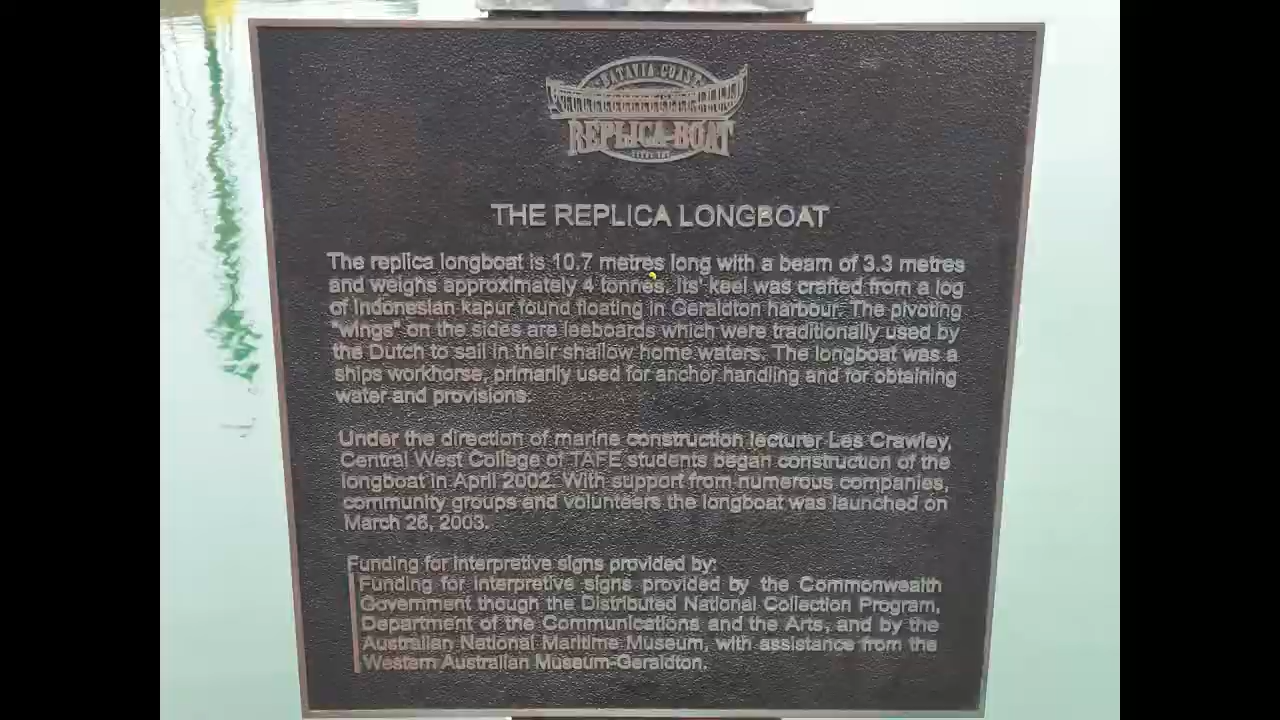 BATAVIA COAST
REPLICA BOAT
THE REPLICA LONGBOAT
The replica longboat is 10.7 metres long with a beam of 3.3 metres
and weighs approximately 4 tonnes. Its' keel was crafted from a log
of Indonesian kapur found floating in Geraldton harbour. The pivoting
"wings" on the sides are leeboards which were traditionally used by
the Dutch to sail in their shallow home waters. The longboat was a
ships workhorse, primarily used for anchor handling and for obtaining
water and provisions.
Under the direction of marine construction lecturer Les Crawley,
Central West College of TAFE students began construction of the
longboat in April 2002. With support from numerous companies,
community groups and volunteers the longboat was launched on
March 26, 2003.
Funding for interpretive signs provided by:
Funding for interpretive signs provided by the Commonwealth
Government though the Distributed National Collection Program,
Department of the Communications and the Arts, and by the
Australian National Maritime Museum, with assistance from the
Western Australian Museum-Geraldton.